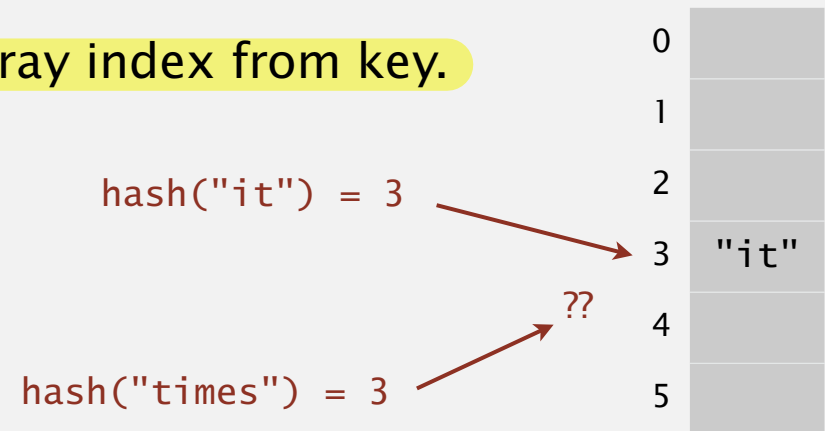 ray index from key.
hash("it") = 3
??
hash("times") = 3
0
1
2
3 "it"
4
5